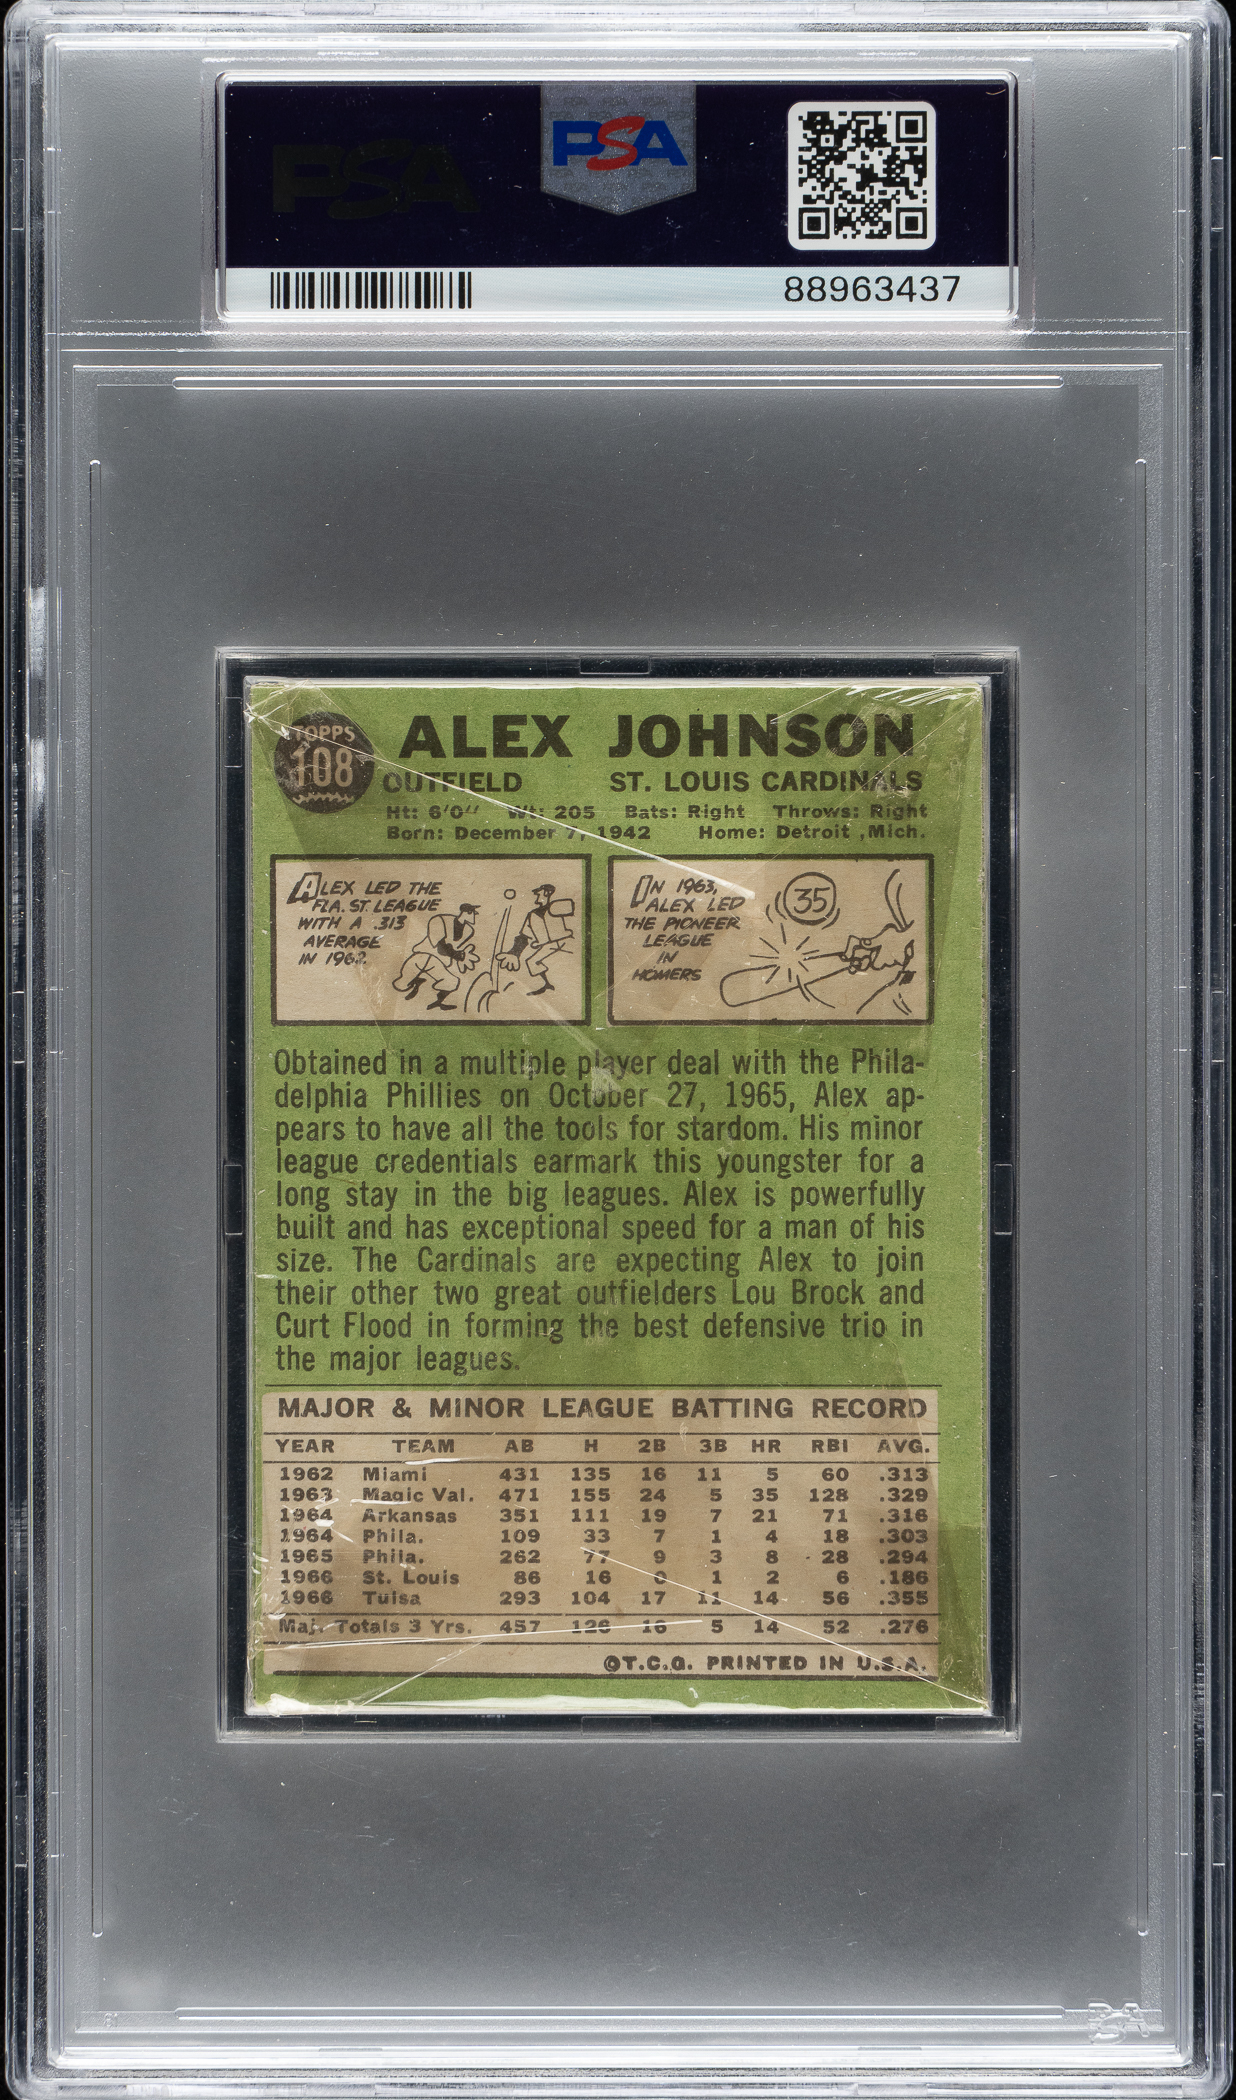 PSA
PSA
88963437
TOPPS
108
ALEX JOHNSON
OUTFIELD ST. LOUIS CARDINALS
Ht: 6'0" Wt: 205 Bats: Right Throws: Right
Born: December 7, 1942 Home: Detroit ,Mich.
ALEX LED THE
FLA. ST. LEAGUE
WITH A .313
AVERAGE
IN 1962.
IN 1963,
ALEX LED
THE PIONEER
LEAGUE
IN
HOMERS
35
Obtained in a multiple player deal with the Phila-
delphia Phillies on October 27, 1965, Alex ap-
pears to have all the tools for stardom. His minor
league credentials earmark this youngster for a
long stay in the big leagues. Alex is powerfully
built and has exceptional speed for a man of his
size. The Cardinals are expecting Alex to join
their other two great outfielders Lou Brock and
Curt Flood in forming the best defensive trio in
the major leagues.
MAJOR & MINOR LEAGUE BATTING RECORD
YEAR TEAM AB H 2B 3B HR RBI AVG.
1962 Miami 431 135 16 11 5 60 .313
1963 Magic Val. 471 155 24 5 35 128 .329
1964 Arkansas 351 111 19 7 21 71 .316
1964 Phila. 109 33 7 1 4 18 .303
1965 Phila. 262 77 9 3 8 28 .294
1966 St. Louis 86 16 0 1 2 6 .186
1966 Tulsa 293 104 17 11 14 56 .355
Maj. Totals 3 Yrs. 457 126 16 5 14 52 .276
©T.C.G. PRINTED IN U.S.A.
PSA